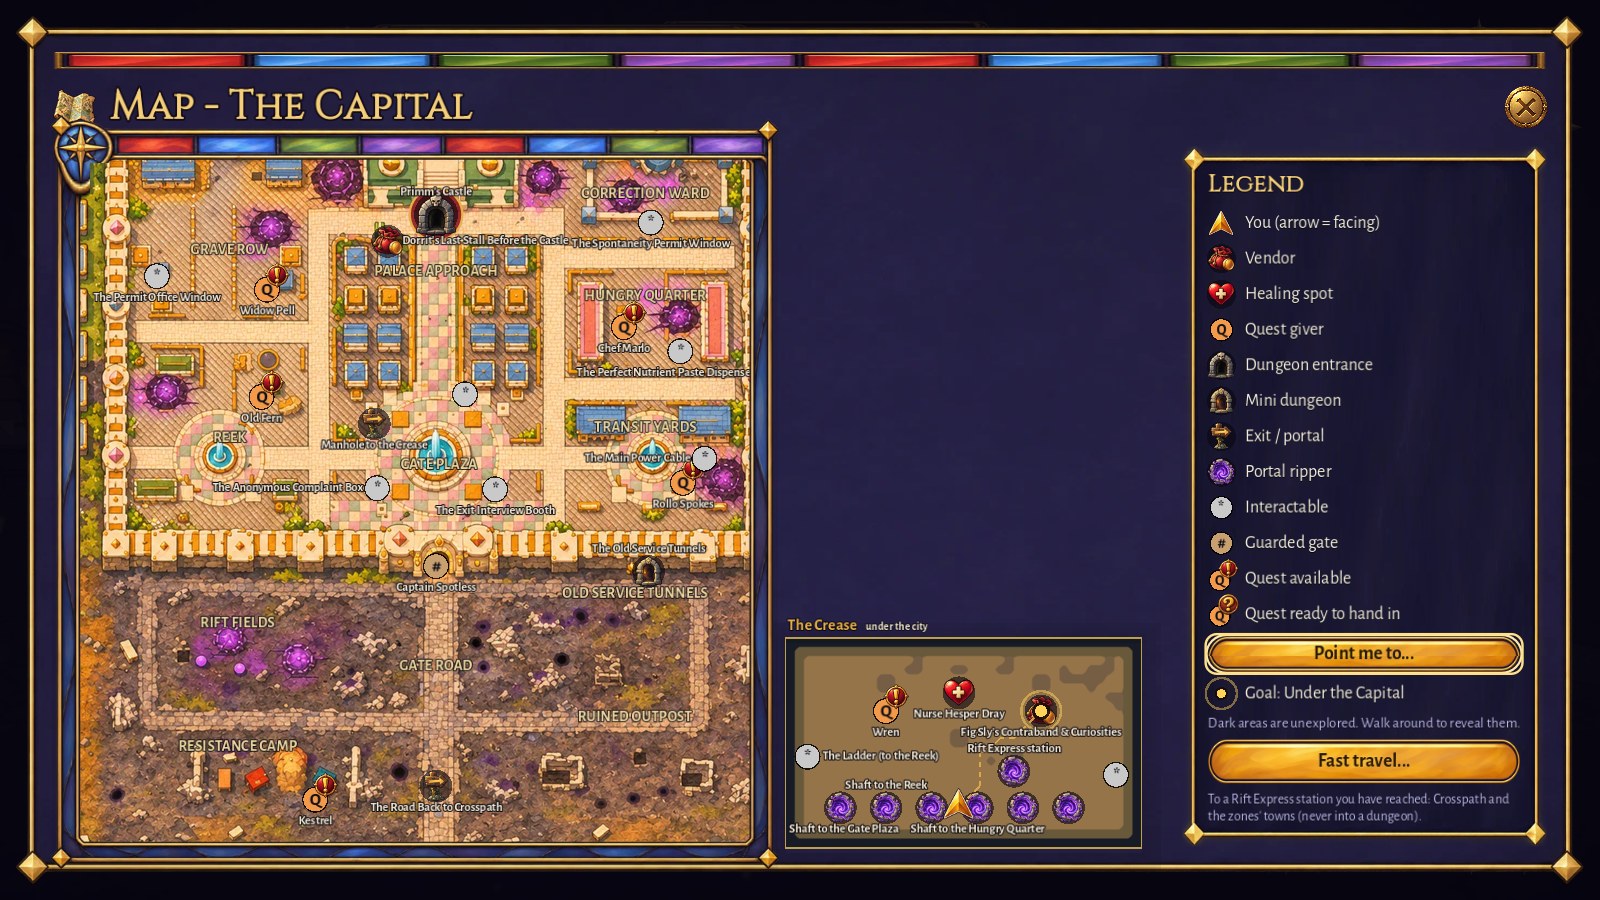 Map - The Capital
Primm's Castle
CORRECTION WARD
Dorrit's Last Stall Before the Castle
The Spontaneity Permit Window
GRAVE ROW
PALACE APPROACH
The Permit Office Window
Widow Pell
HUNGRY QUARTER
Chef Marlo
The Perfect Nutrient Paste Dispense
Old Fern
REEK
Manhole to the Crease
TRANSIT YARDS
GATE PLAZA
The Main Power Cable
The Anonymous Complaint Box
The Exit Interview Booth
Rollo Spokes
The Old Service Tunnels
#
Captain Spotless
OLD SERVICE TUNNELS
RIFT FIELDS
GATE ROAD
RUINED OUTPOST
RESISTANCE CAMP
The Road Back to Crosspath
Kestrel
The Crease under the city
Nurse Hesper Dray
Wren
Fig Sly's Contraband & Curiosities
Rift Express station
The Ladder (to the Reek)
Shaft to the Reek
Shaft to the Gate Plaza
Shaft to the Hungry Quarter
Legend
You (arrow = facing)
Vendor
Healing spot
Q Quest giver
Dungeon entrance
Mini dungeon
Exit / portal
Portal ripper
* Interactable
# Guarded gate
Q! Quest available
Q? Quest ready to hand in
Point me to...
Goal: Under the Capital
Dark areas are unexplored. Walk around to reveal them.
Fast travel...
To a Rift Express station you have reached: Crosspath and
the zones' towns (never into a dungeon).